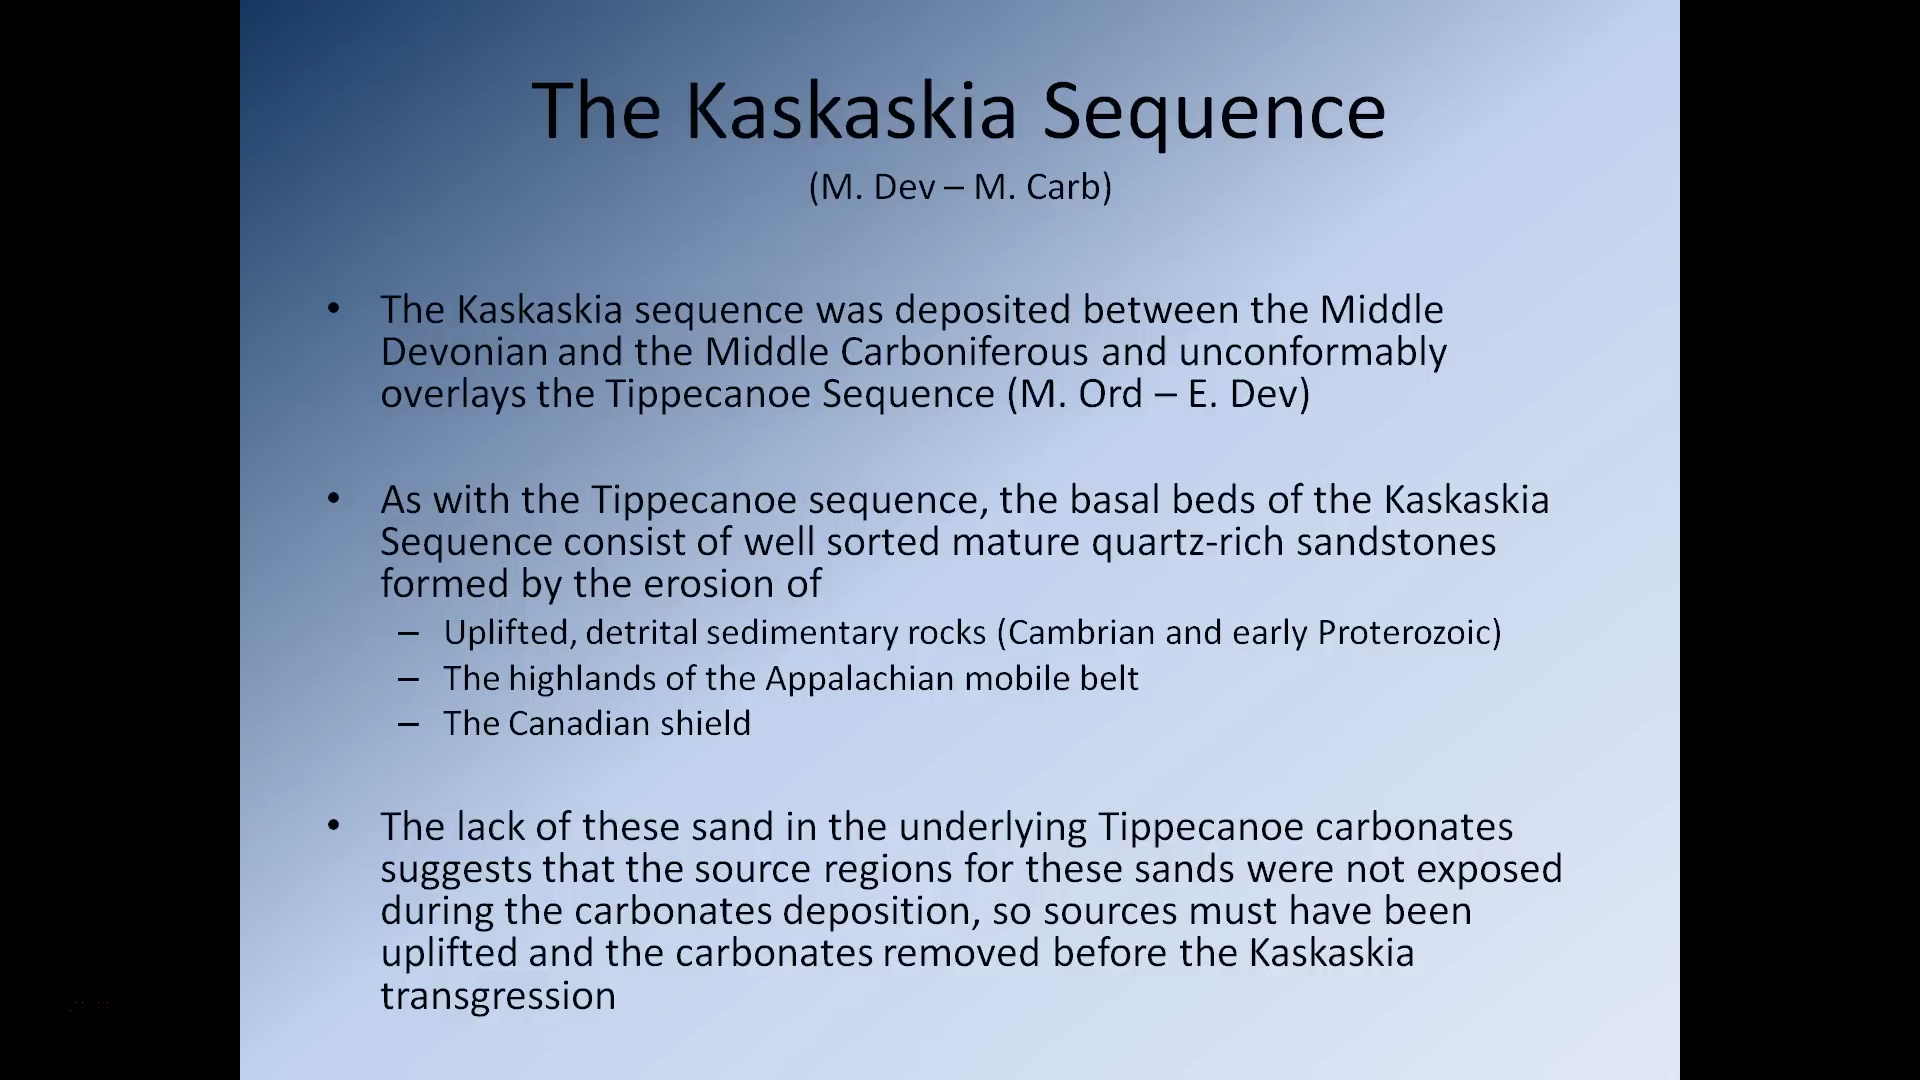 The Kaskaskia Sequence
(M. Dev – M. Carb)
• The Kaskaskia sequence was deposited between the Middle
Devonian and the Middle Carboniferous and unconformably
overlays the Tippecanoe Sequence (M. Ord – E. Dev)
• As with the Tippecanoe sequence, the basal beds of the Kaskaskia
Sequence consist of well sorted mature quartz-rich sandstones
formed by the erosion of
– Uplifted, detrital sedimentary rocks (Cambrian and early Proterozoic)
– The highlands of the Appalachian mobile belt
– The Canadian shield
• The lack of these sand in the underlying Tippecanoe carbonates
suggests that the source regions for these sands were not exposed
during the carbonates deposition, so sources must have been
uplifted and the carbonates removed before the Kaskaskia
transgression